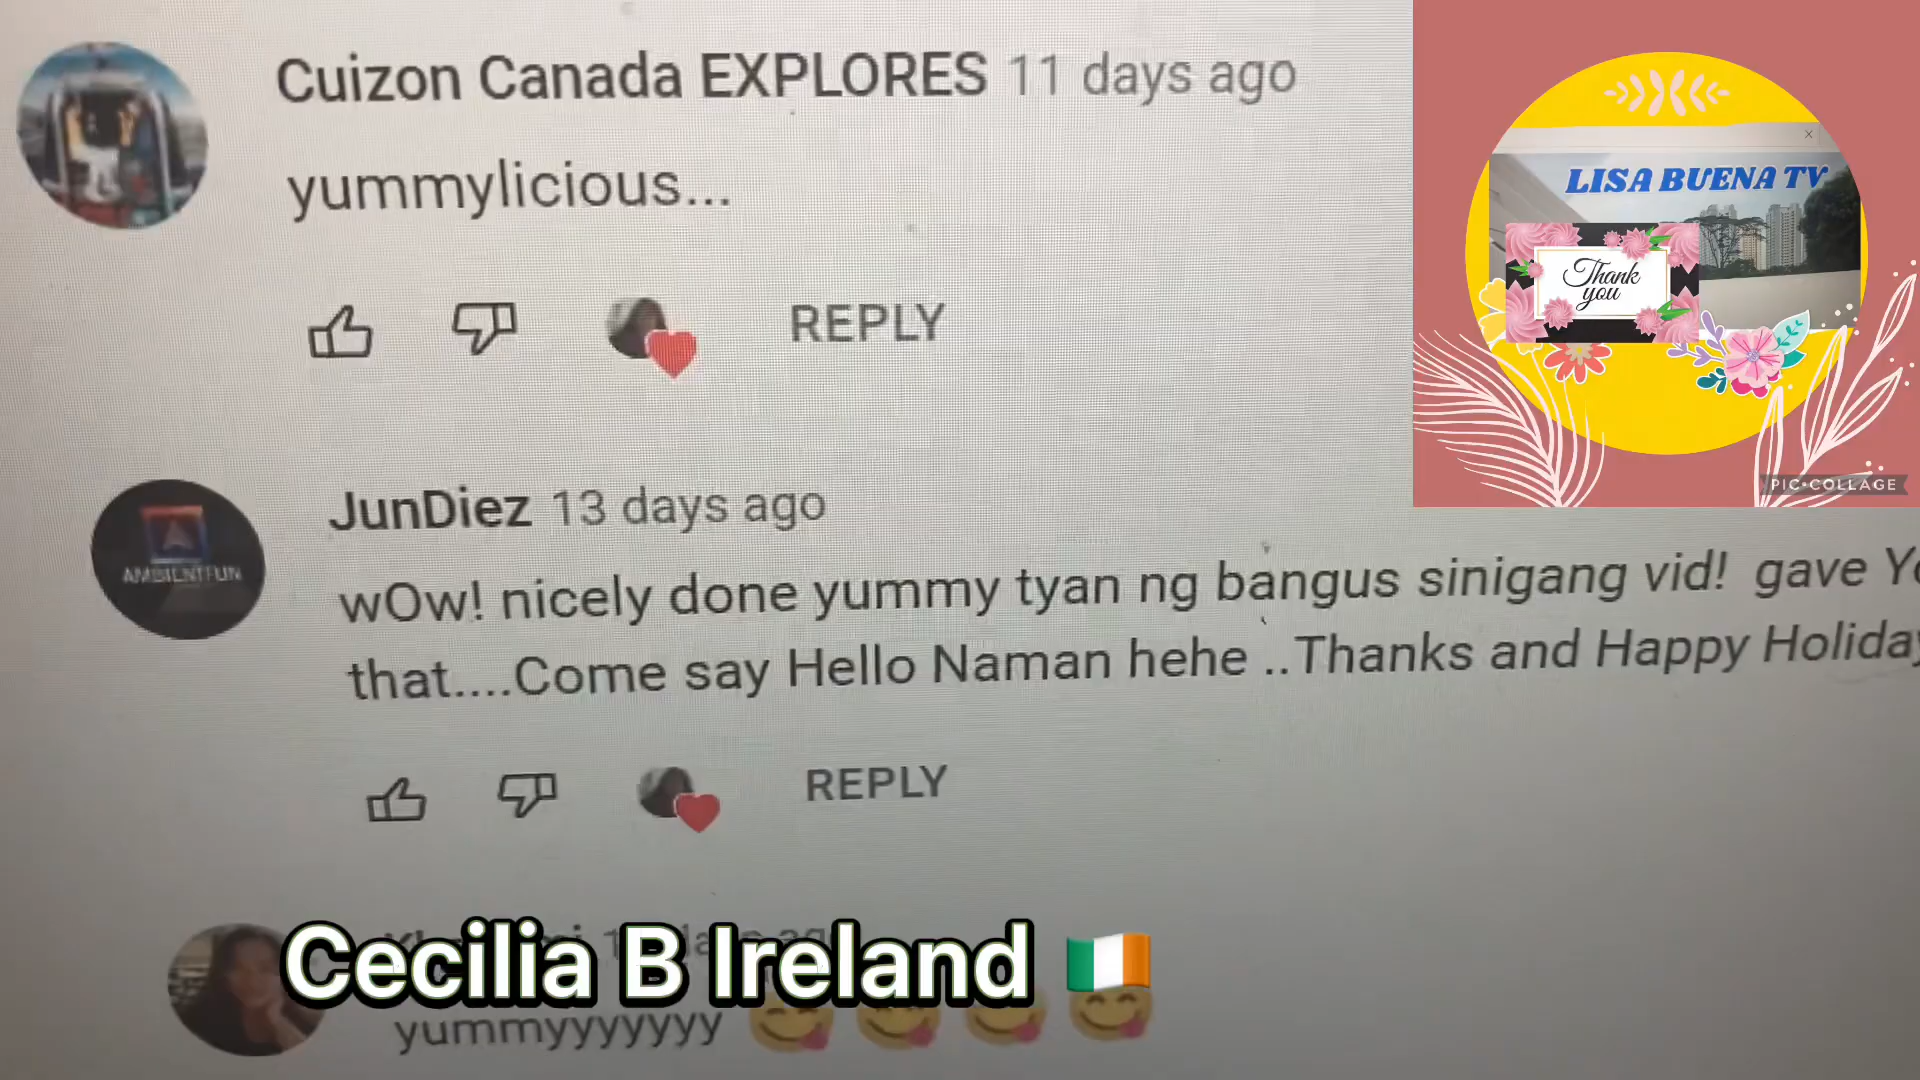 Cuizon Canada EXPLORES 11 days ago
yummylicious...
REPLY
LISA BUENA TV
Thank
you
PIC•COLLAGE
AMBIENTFUN
JunDiez 13 days ago
wOw! nicely done yummy tyan ng bangus sinigang vid! gave
that....Come say Hello Naman hehe ..Thanks and Happy
REPLY
Cecilia B Ireland 🇮🇪
yummyyyyyyy 😋 😋 😋 😋